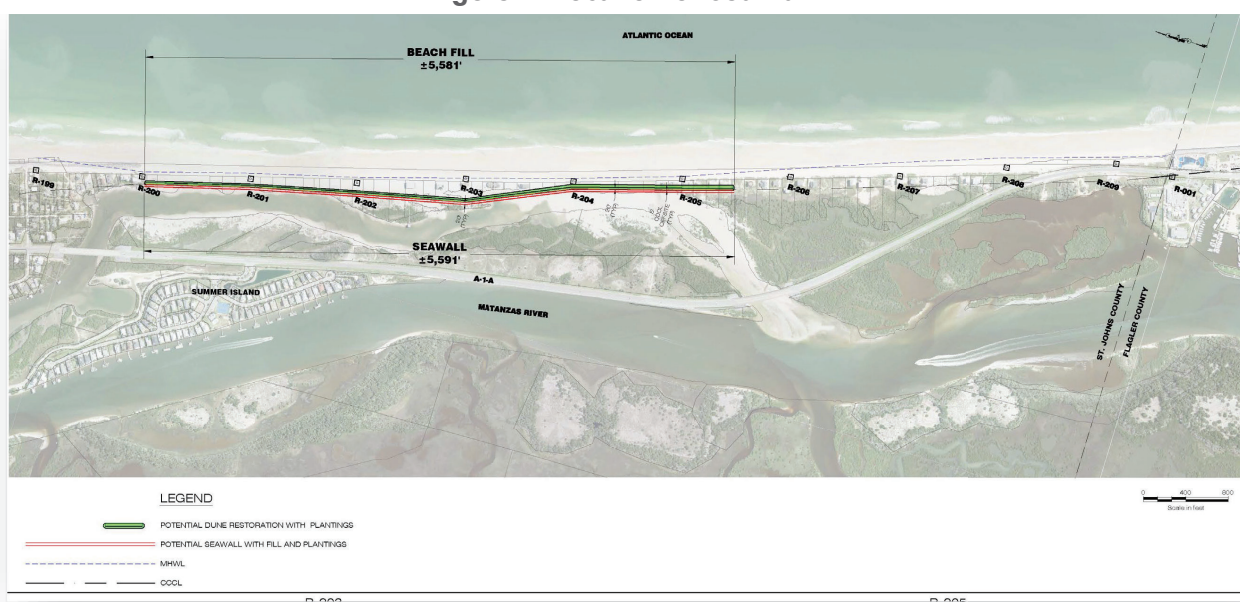 ATLANTIC OCEAN
BEACH FILL
±5,581'
R-199
R-200
R-201
R-202
R-203
R-204
R-205
R-206
R-207
R-208
R-209
R-001
SEAWALL
±5,591'
A-1-A
SUMMER ISLAND
MATANZAS RIVER
ST. JOHNS COUNTY
FLAGLER COUNTY
LEGEND
POTENTIAL DUNE RESTORATION WITH PLANTINGS
POTENTIAL SEAWALL WITH FILL AND PLANTINGS
MHWL
CCCL
0 400 800
Scale in feet